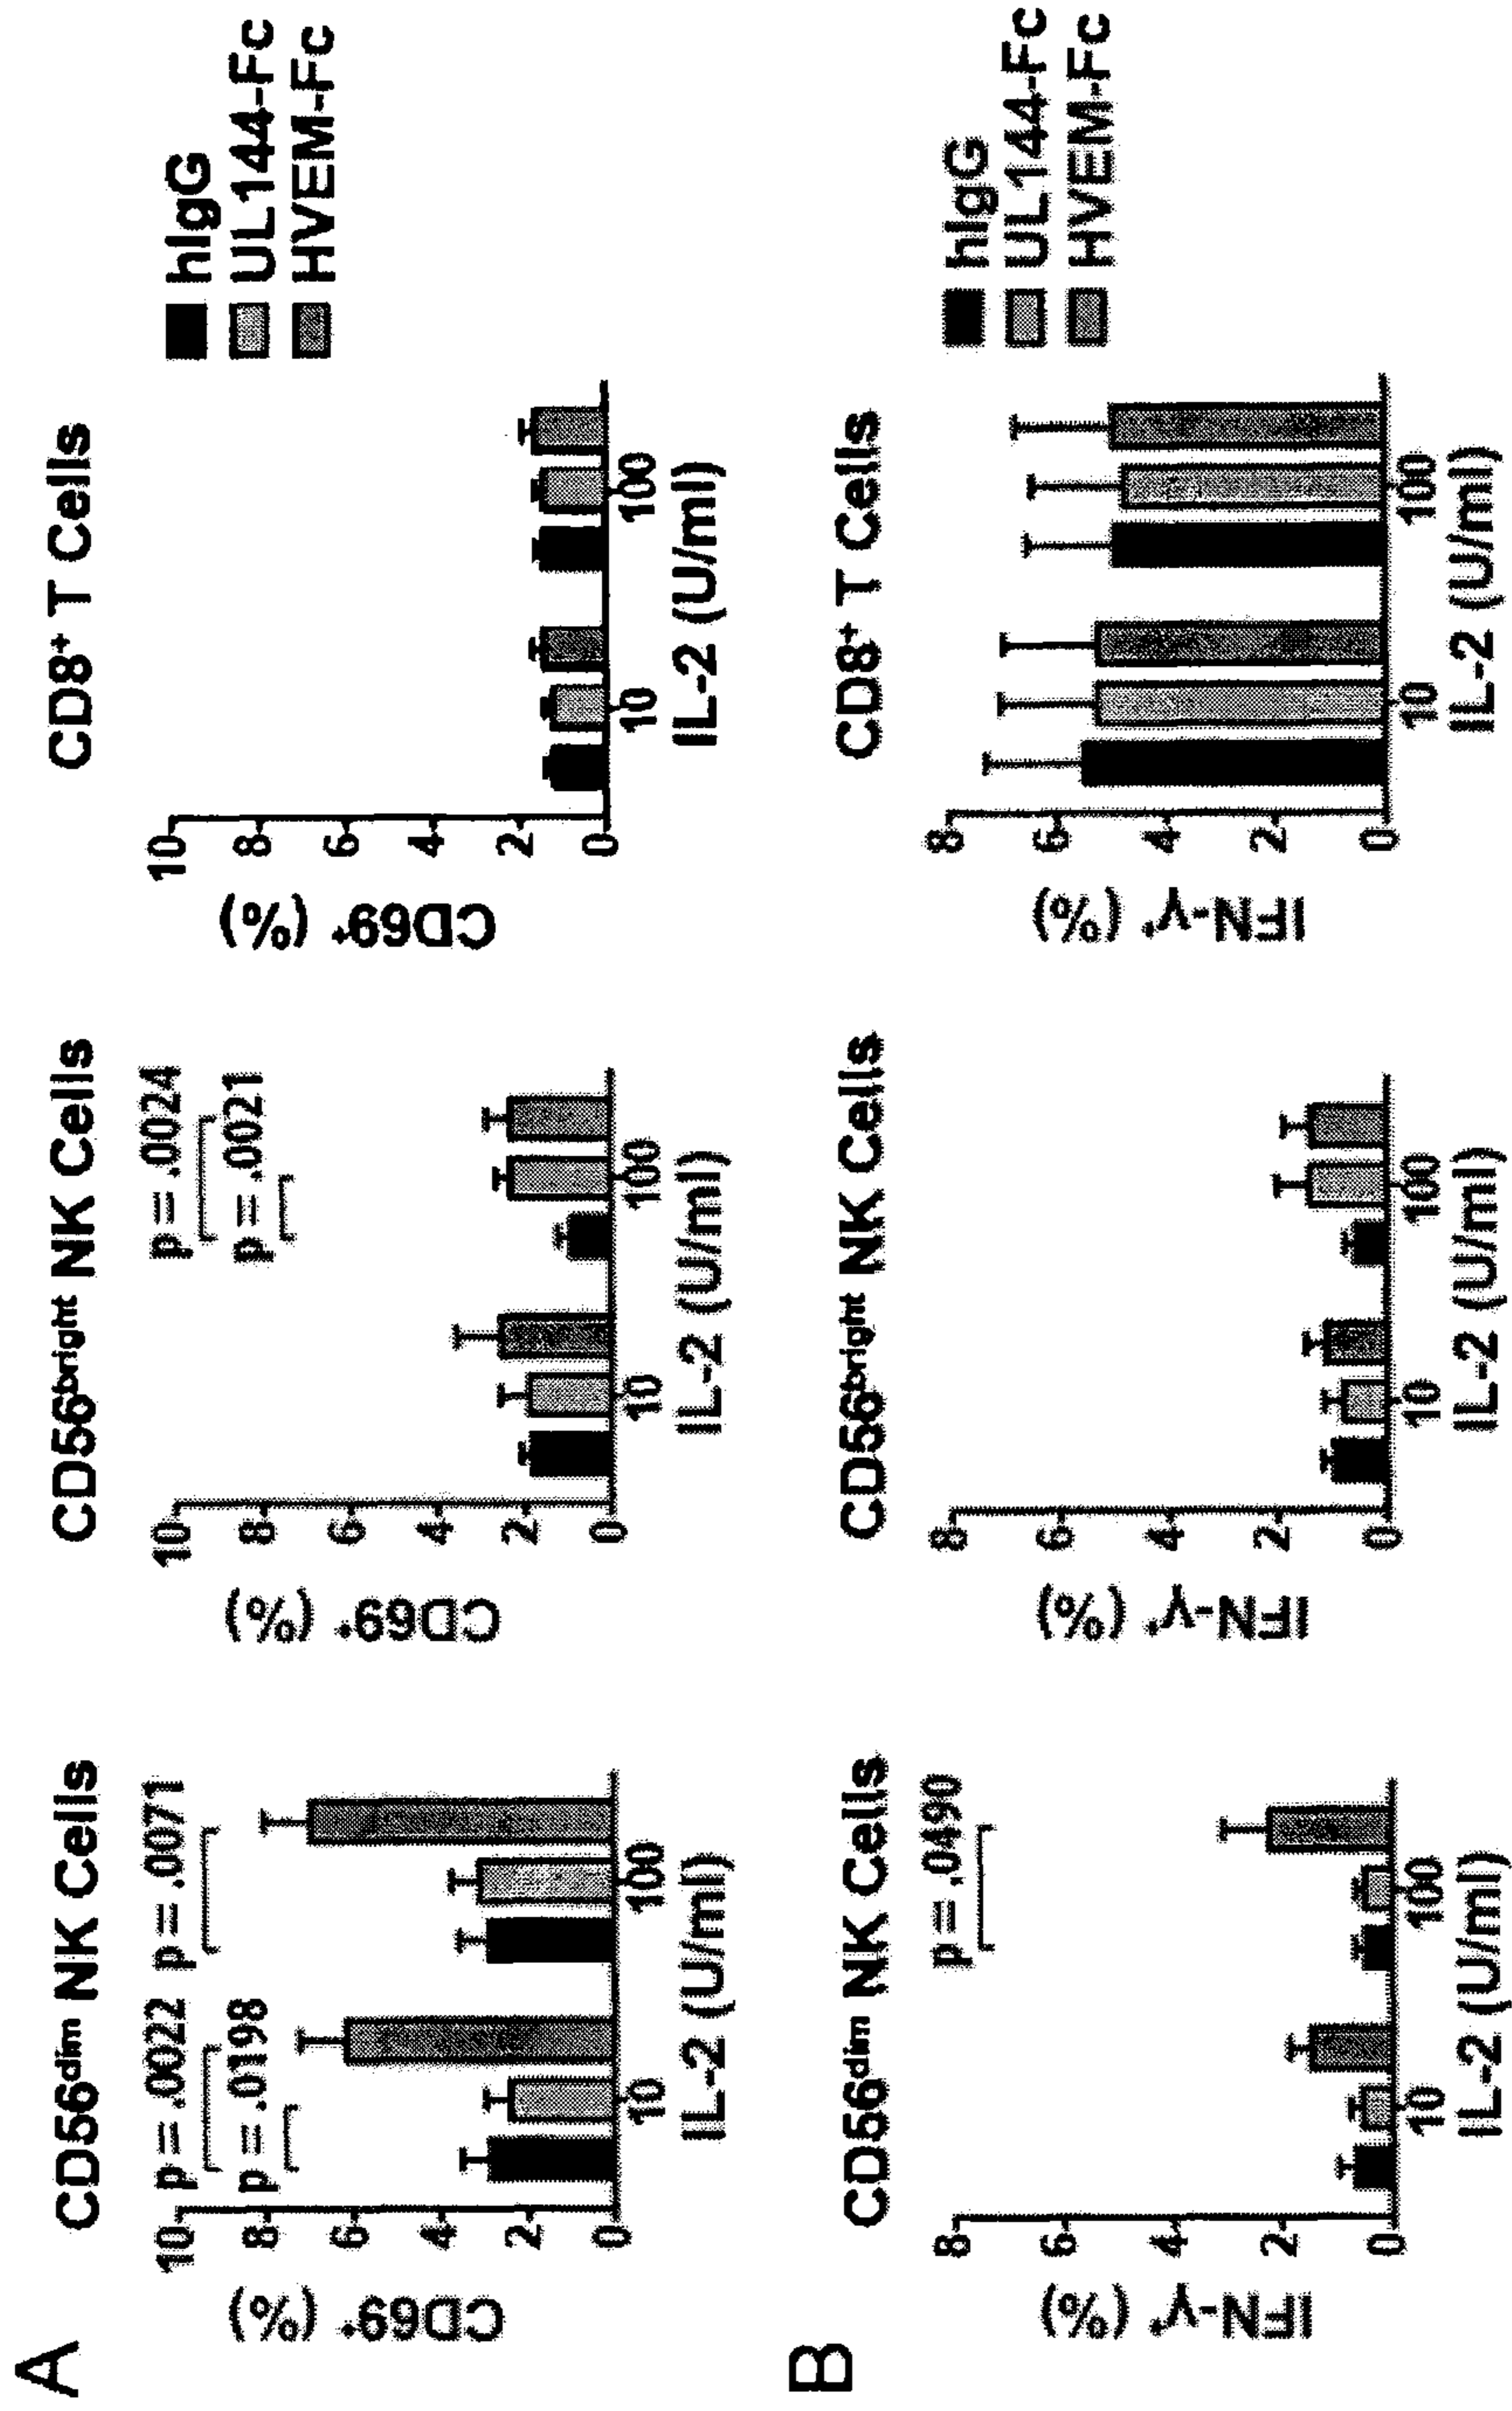 A
CD56dim NK Cells
p = .0022
p = .0071
p = .0198
CD69+ (%)
10
8
6
4
2
0
10
100
IL-2 (U/ml)
CD56bright NK Cells
p = .0024
p = .0021
CD69+ (%)
10
8
6
4
2
0
10
100
IL-2 (U/ml)
CD8+ T Cells
CD69+ (%)
10
8
6
4
2
0
10
100
IL-2 (U/ml)
hIgG
UL144-Fc
HVEM-Fc
B
CD56dim NK Cells
p = .0490
IFN-γ+ (%)
8
6
4
2
0
10
100
IL-2 (U/ml)
CD56bright NK Cells
IFN-γ+ (%)
8
6
4
2
0
10
100
IL-2 (U/ml)
CD8+ T Cells
IFN-γ+ (%)
8
6
4
2
0
10
100
IL-2 (U/ml)
hIgG
UL144-Fc
HVEM-Fc